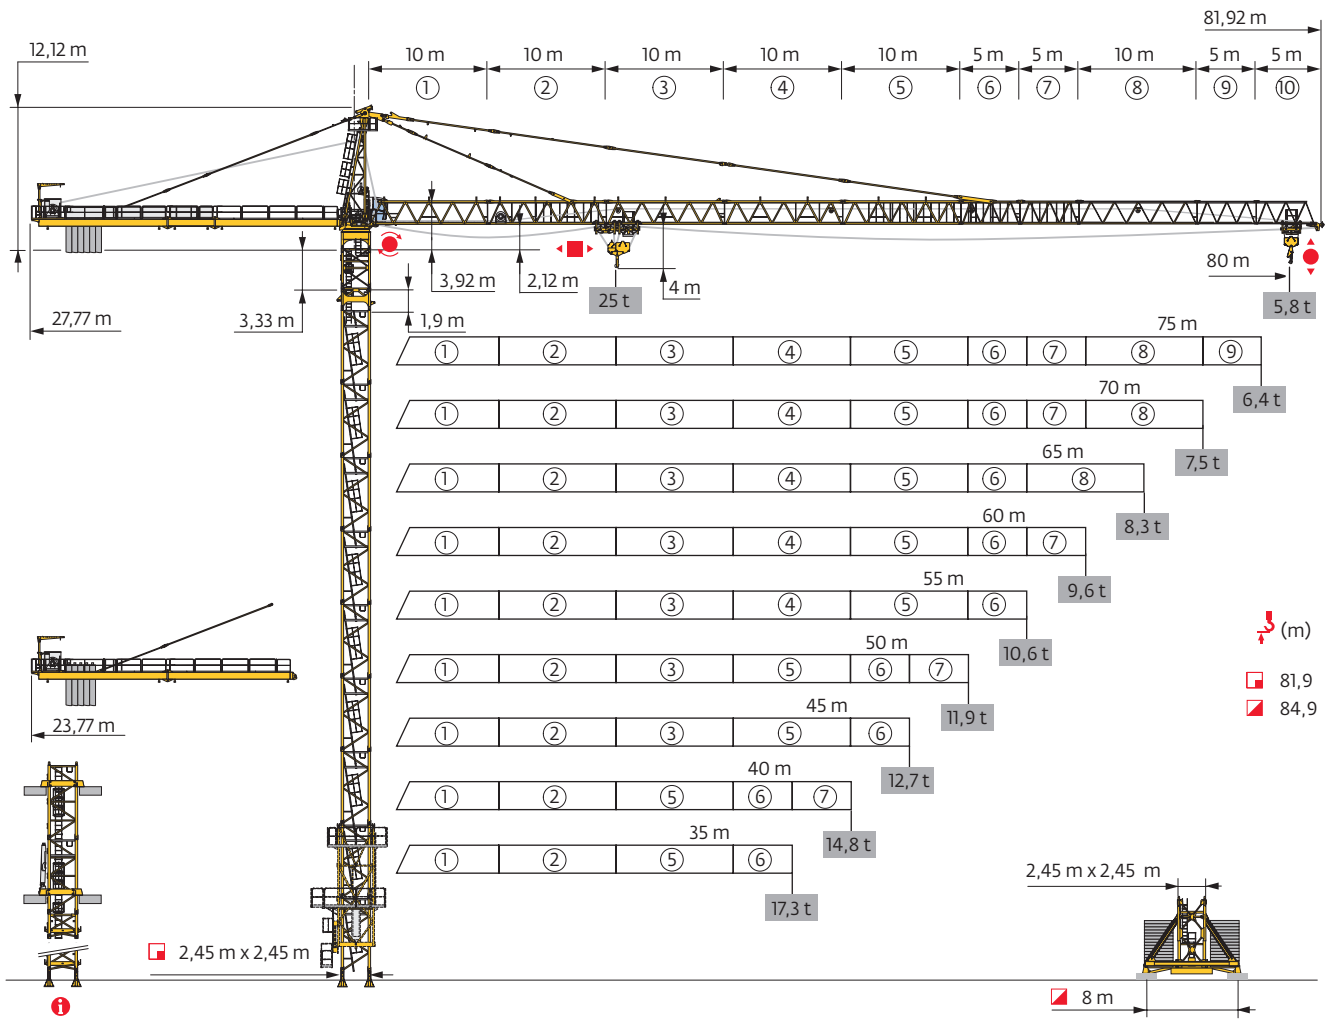 81,92 m
12,12 m
10 m 10 m 10 m 10 m 10 m 5 m 5 m 10 m 5 m 5 m
① ② ③ ④ ⑤ ⑥ ⑦ ⑧ ⑨ ⑩
3,92 m
2,12 m
4 m
80 m
25 t
5,8 t
27,77 m
3,33 m
1,9 m
75 m
① ② ③ ④ ⑤ ⑥ ⑦ ⑧ ⑨
6,4 t
70 m
① ② ③ ④ ⑤ ⑥ ⑦ ⑧
7,5 t
65 m
① ② ③ ④ ⑤ ⑥ ⑧
8,3 t
60 m
① ② ③ ④ ⑤ ⑥ ⑦
9,6 t
55 m
① ② ③ ④ ⑤ ⑥
10,6 t
(m)
81,9
84,9
50 m
① ② ③ ⑤ ⑥ ⑦
11,9 t
23,77 m
45 m
① ② ③ ⑤ ⑥
12,7 t
40 m
① ② ⑤ ⑥ ⑦
14,8 t
35 m
① ② ⑤ ⑥
17,3 t
2,45 m x 2,45 m
2,45 m x 2,45 m
8 m
i